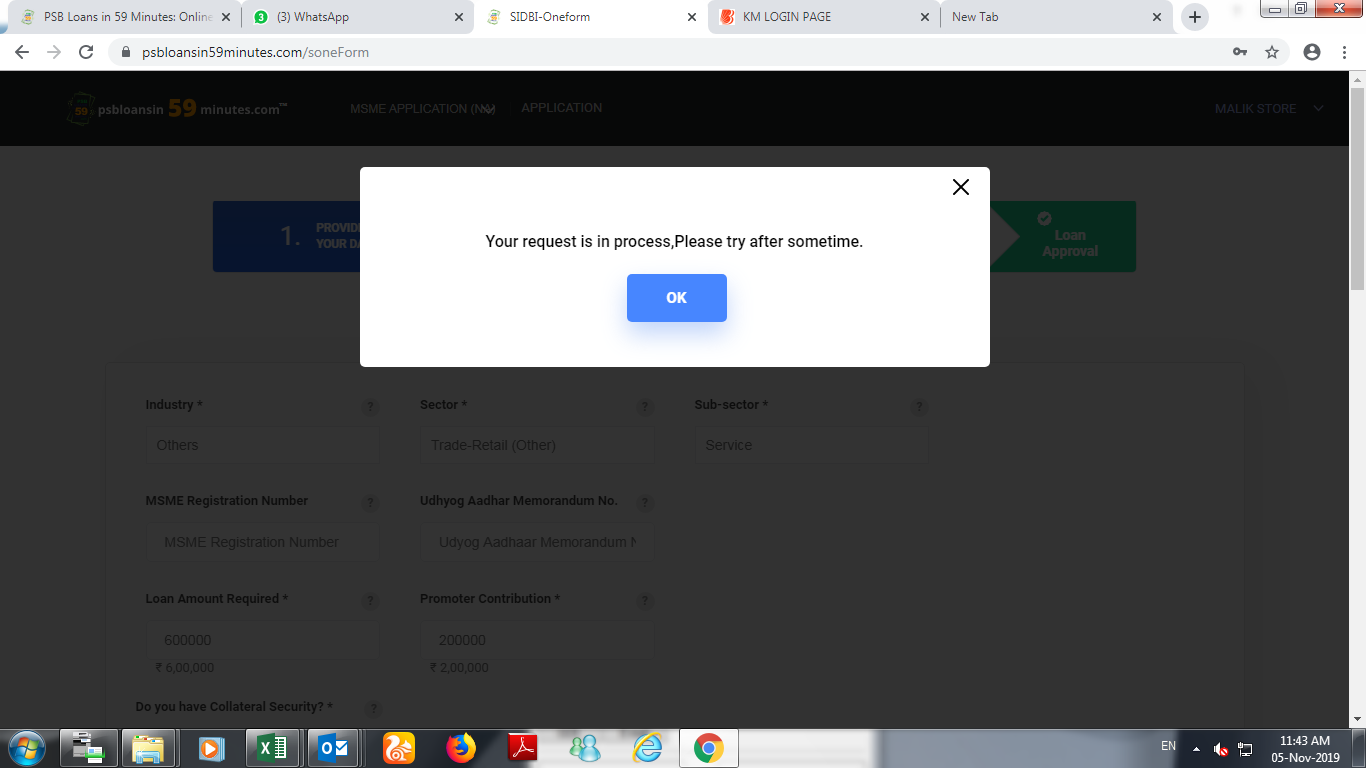 PSB Loans in 59 Minutes: Online
3 (3) WhatsApp
SIDBI-Oneform
KM LOGIN PAGE
New Tab
psbloansin59minutes.com/soneForm
59 psbloansin 59 minutes.com™
MSME APPLICATION
APPLICATION
MALIK STORE
Your request is in process,Please try after sometime.
OK
1.
YOUR
Loan
Approval
Industry * ?
Sector * ?
Sub-sector * ?
Others
Trade-Retail (Other)
Service
MSME Registration Number ?
Udhyog Aadhar Memorandum No. ?
MSME Registration Number
Udyog Aadhaar Memorandum N
Loan Amount Required * ?
Promoter Contribution * ?
600000
200000
₹ 6,00,000
₹ 2,00,000
Do you have Collateral Security? * ?
EN
11:43 AM
05-Nov-2019